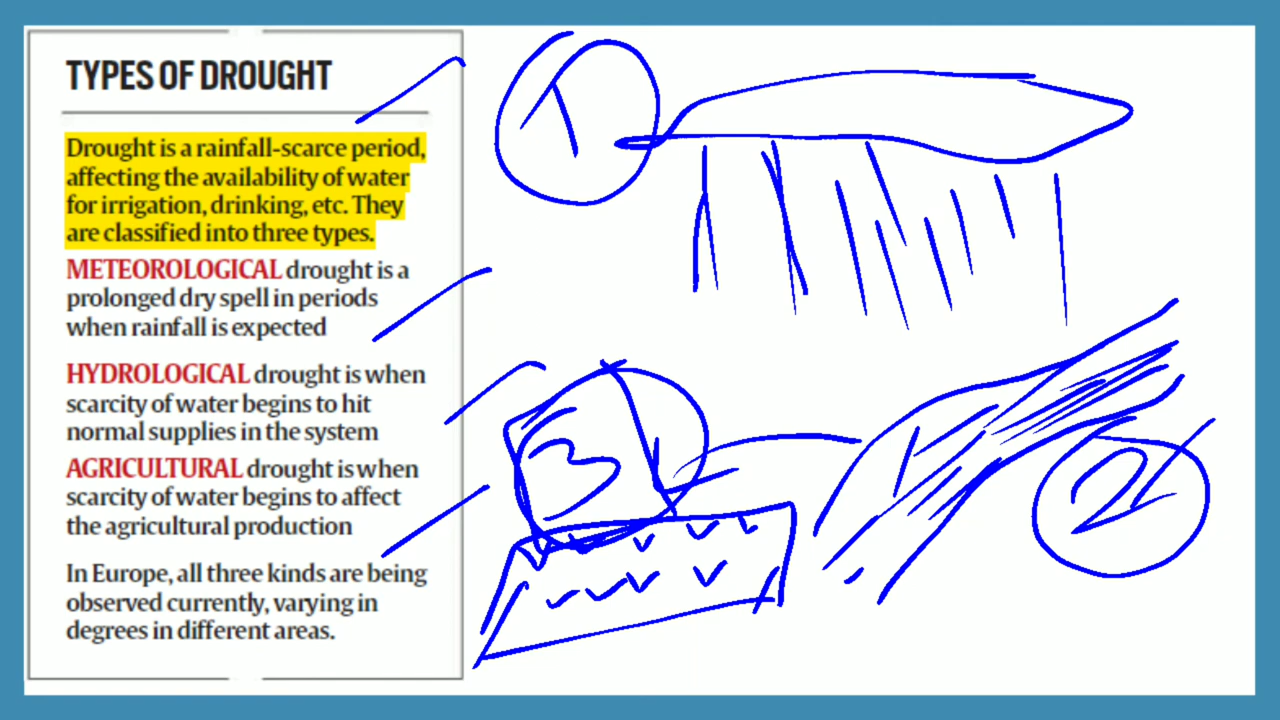 TYPES OF DROUGHT
Drought is a rainfall-scarce period,
affecting the availability of water
for irrigation, drinking, etc. They
are classified into three types.
METEOROLOGICAL drought is a
prolonged dry spell in periods
when rainfall is expected
HYDROLOGICAL drought is when
scarcity of water begins to hit
normal supplies in the system
AGRICULTURAL drought is when
scarcity of water begins to affect
the agricultural production
In Europe, all three kinds are being
observed currently, varying in
degrees in different areas.
1
3
2